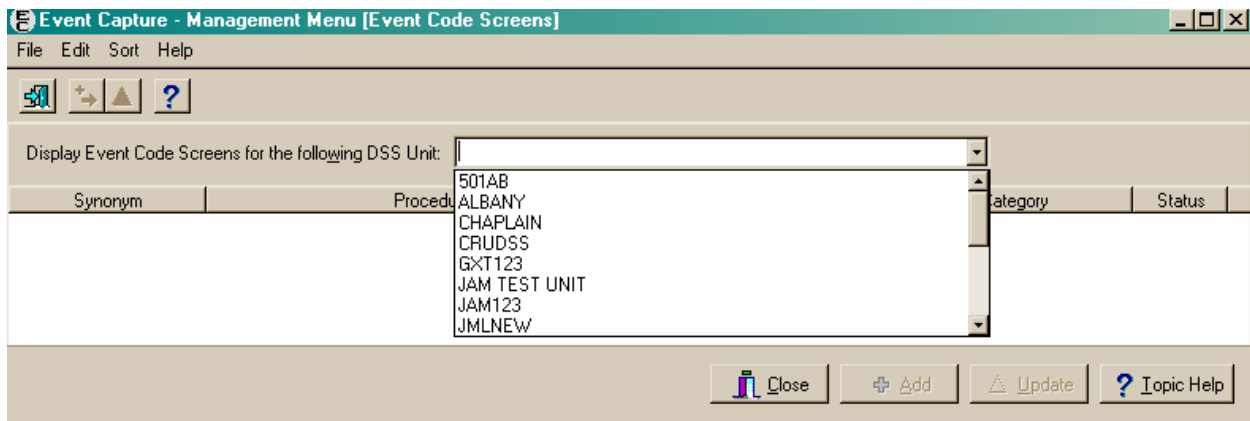 Event Capture - Management Menu [Event Code Screens]
File Edit Sort Help
?
Display Event Code Screens for the following DSS Unit:
501AB
Synonym Procedu ategory Status
ALBANY
CHAPLAIN
CRUDSS
GXT123
JAM TEST UNIT
JAM123
JMLNEW
Close Add Update ? Topic Help